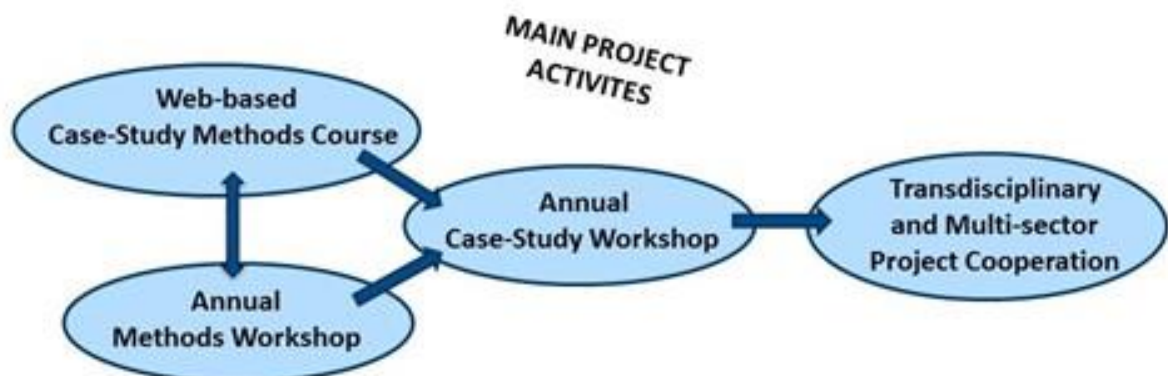 MAIN PROJECT
ACTIVITES
Web-based
Case-Study Methods Course
Annual
Methods Workshop
Annual
Case-Study Workshop
Transdisciplinary
and Multi-sector
Project Cooperation